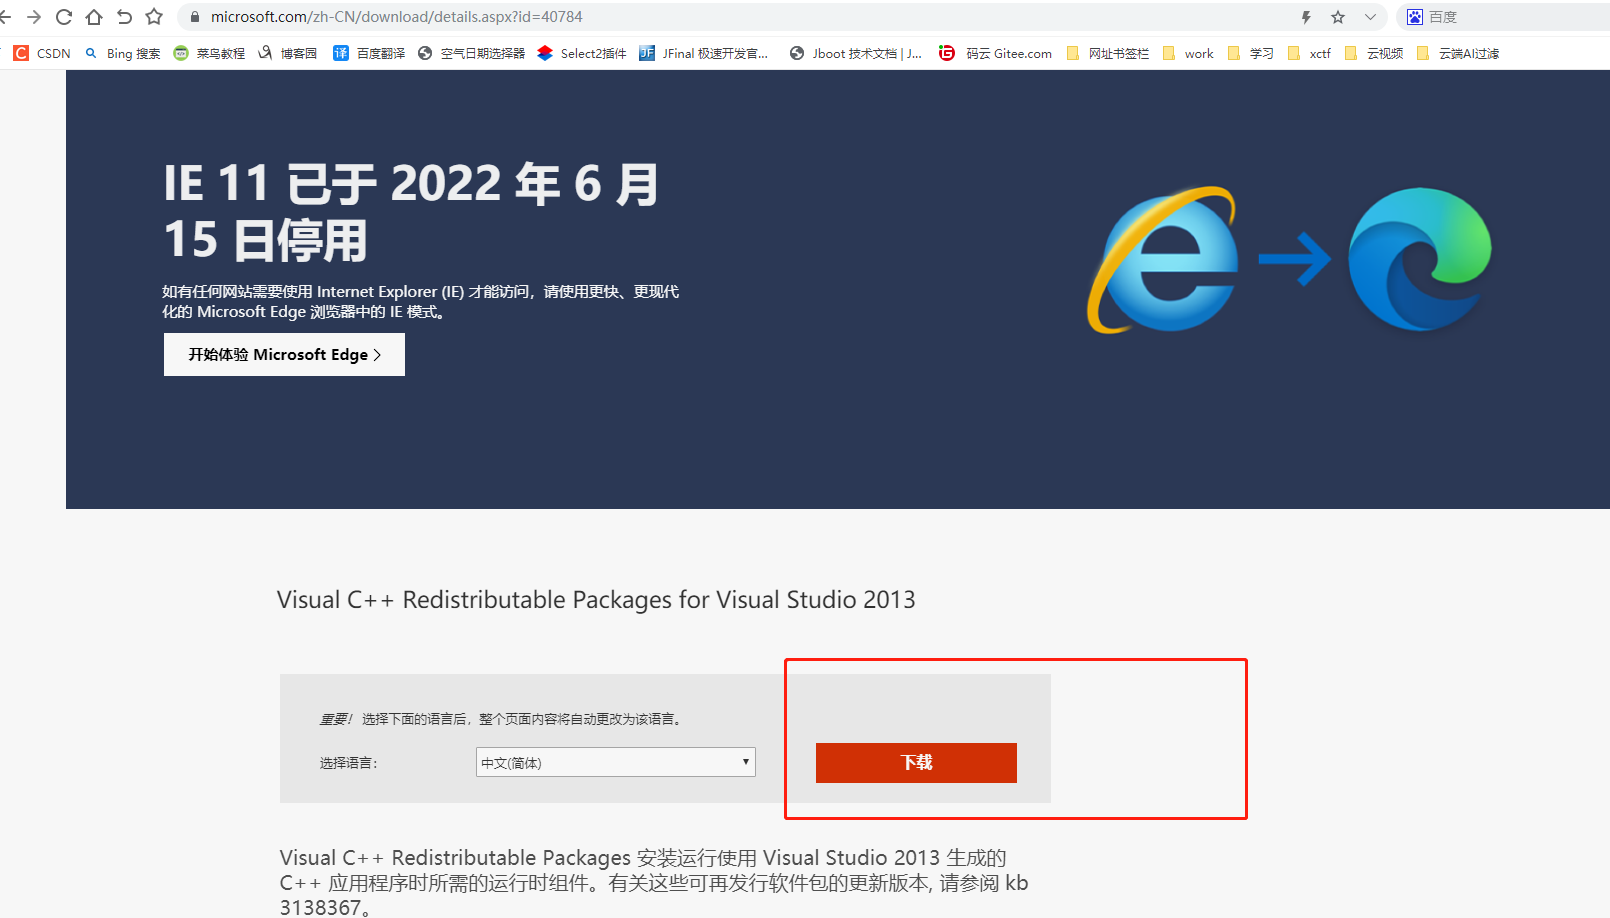 microsoft.com/zh-CN/download/details.aspx?id=40784
百度
CSDN
Bing 搜索
菜鸟教程
博客园
百度翻译
空气日期选择器
Select2插件
JFinal 极速开发官...
Jboot 技术文档 | J...
码云 Gitee.com
网址书签栏
work
学习
xctf
云视频
云端AI过滤
IE 11 已于 2022 年 6 月
15 日停用
如有任何网站需要使用 Internet Explorer (IE) 才能访问，请使用更快、更现代
化的 Microsoft Edge 浏览器中的 IE 模式。
开始体验 Microsoft Edge >
Visual C++ Redistributable Packages for Visual Studio 2013
重要! 选择下面的语言后，整个页面内容将自动更改为该语言。
选择语言:
中文(简体)
下载
Visual C++ Redistributable Packages 安装运行使用 Visual Studio 2013 生成的
C++ 应用程序时所需的运行时组件。有关这些可再发行软件包的更新版本, 请参阅 kb
3138367。